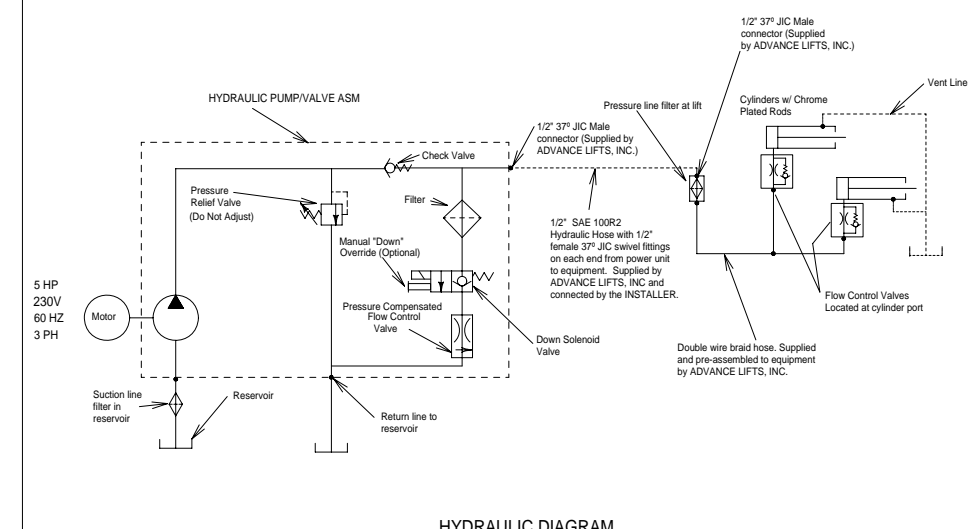 1/2" 37º JIC Male
connector (Supplied
by ADVANCE LIFTS, INC.)
Vent Line
HYDRAULIC PUMP/VALVE ASM
Pressure line filter at lift
Cylinders w/ Chrome
Plated Rods
1/2" 37º JIC Male
connector (Supplied by
ADVANCE LIFTS, INC.)
Check Valve
Pressure
Relief Valve
(Do Not Adjust)
Filter
Manual "Down"
Override (Optional)
1/2" SAE 100R2
Hydraulic Hose with 1/2"
female 37º JIC swivel fittings
on each end from power unit
to equipment. Supplied by
ADVANCE LIFTS, INC and
connected by the INSTALLER.
5 HP
230V
60 HZ
3 PH
Motor
Pressure Compensated
Flow Control
Valve
Flow Control Valves
Located at cylinder port
Down Solenoid
Valve
Double wire braid hose. Supplied
and pre-assembled to equipment
by ADVANCE LIFTS, INC.
Suction line
filter in
reservoir
Reservoir
Return line to
reservoir
HYDRAULIC DIAGRAM